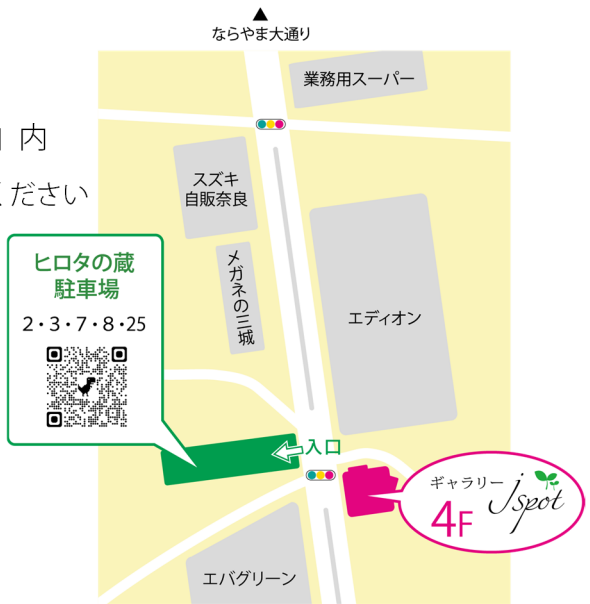 ならやま大通り
業務用スーパー
内
ください
スズキ
自販奈良
ヒロタの蔵
駐車場
2・3・7・8・25
メガネの三城
エディオン
入口
ギャラリー
j spot
4F
エバグリーン